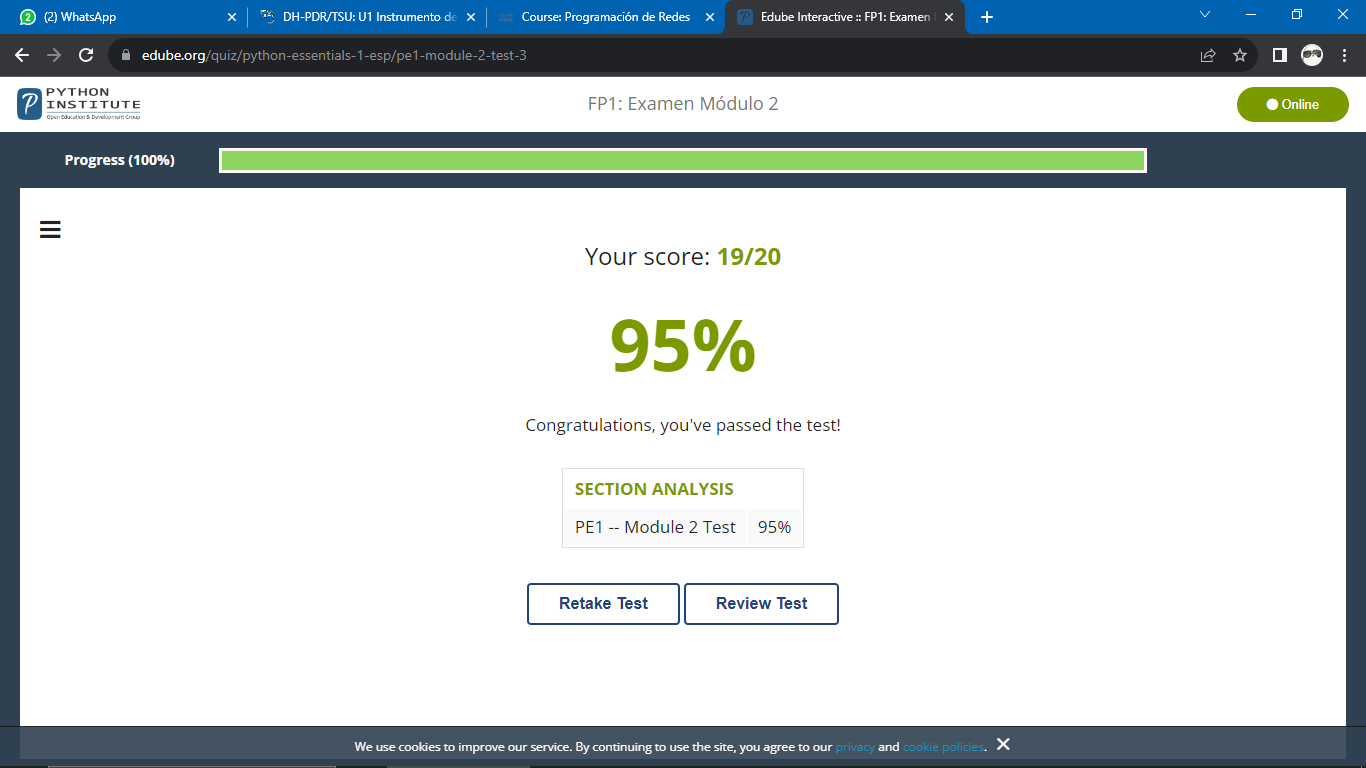 (2) WhatsApp
DH-PDR/TSU: U1 Instrumento de
Course: Programación de Redes
Edube Interactive :: FP1: Examen
edube.org/quiz/python-essentials-1-esp/pe1-module-2-test-3
PYTHON
INSTITUTE
Open Education & Development Group
FP1: Examen Módulo 2
Online
Progress (100%)
Your score: 19/20
95%
Congratulations, you've passed the test!
SECTION ANALYSIS
PE1 -- Module 2 Test 95%
Retake Test
Review Test
We use cookies to improve our service. By continuing to use the site, you agree to our privacy and cookie policies.